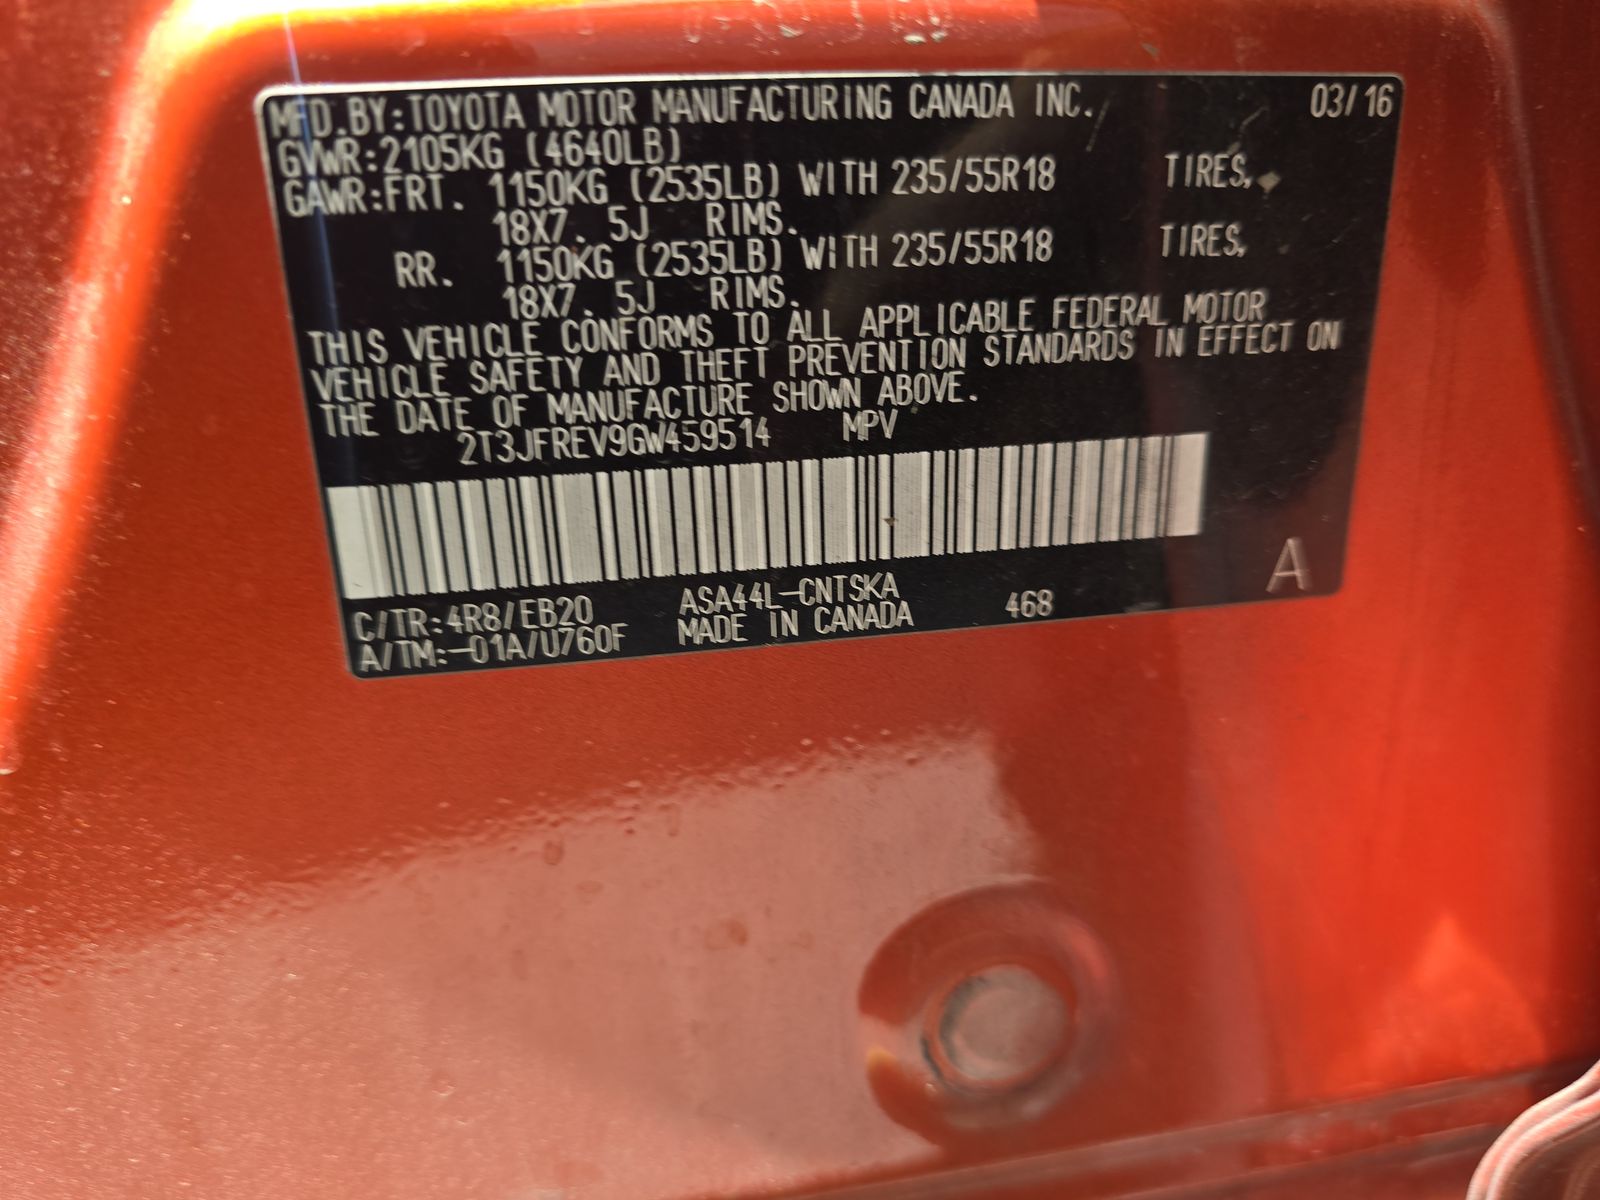 MFD.BY:TOYOTA MOTOR MANUFACTURING CANADA INC. 03/16
GVWR:2105KG (4640LB)
GAWR:FRT. 1150KG (2535LB) WITH 235/55R18 TIRES,
18X7.5J RIMS.
RR. 1150KG (2535LB) WITH 235/55R18 TIRES,
18X7.5J RIMS.
THIS VEHICLE CONFORMS TO ALL APPLICABLE FEDERAL MOTOR
VEHICLE SAFETY AND THEFT PREVENTION STANDARDS IN EFFECT ON
THE DATE OF MANUFACTURE SHOWN ABOVE.
2T3JFREV9GW459514 MPV
A
C/TR:4R8/EB20 ASA44L-CNTSKA 468
A/TM:-01A/U760F MADE IN CANADA